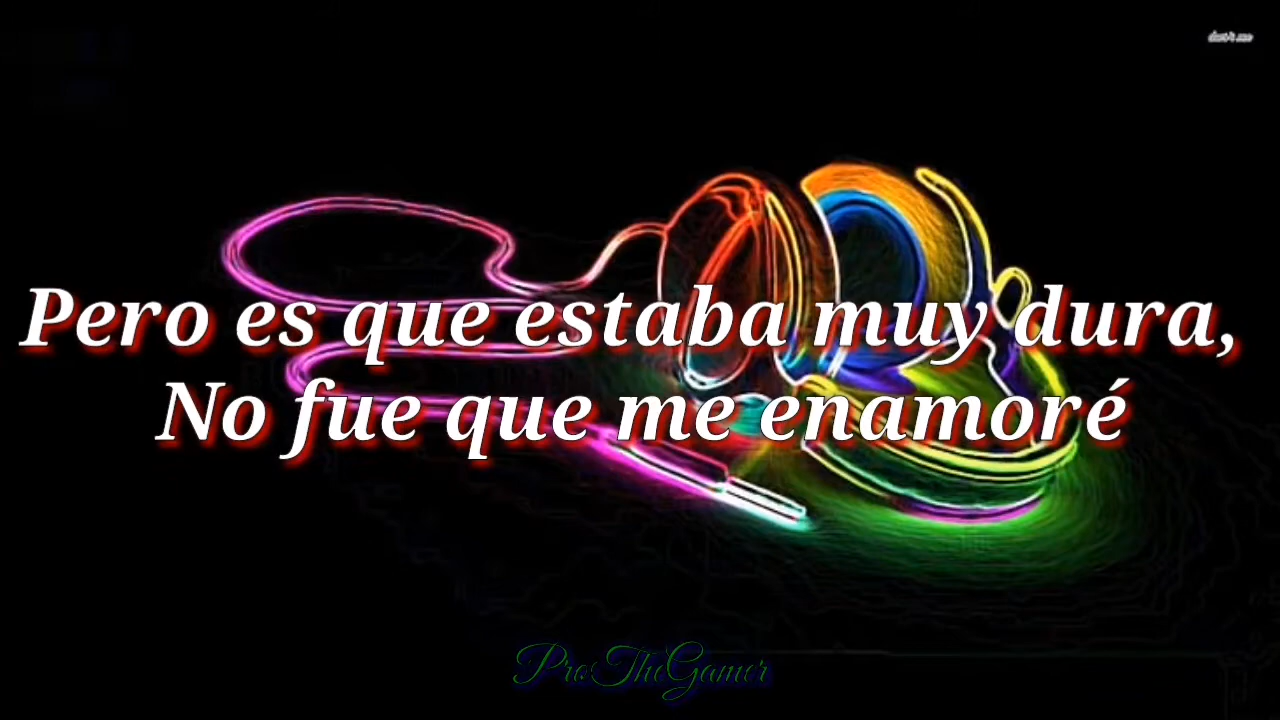 Pero es que estaba muy dura,
No fue que me enamoré
ProTheGamer